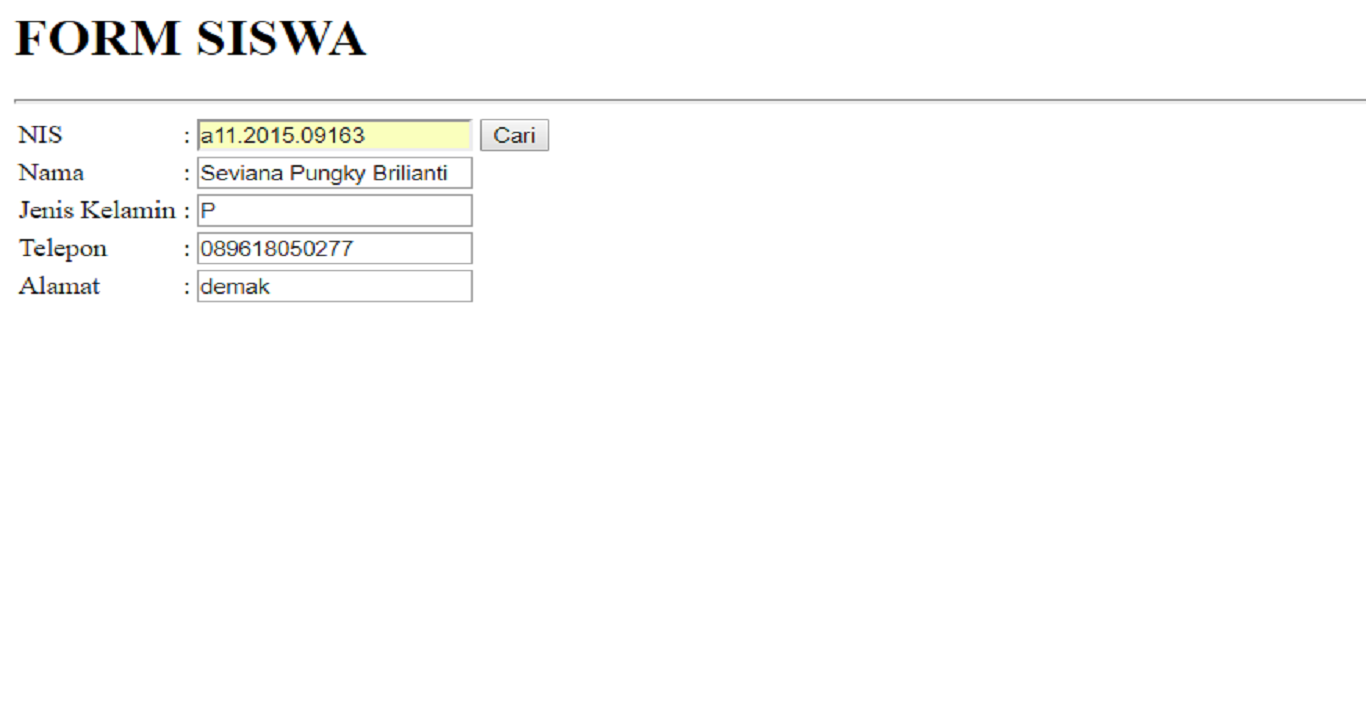 FORM SISWA
NIS : a11.2015.09163 Cari
Nama : Seviana Pungky Brilianti
Jenis Kelamin : P
Telepon : 089618050277
Alamat : demak